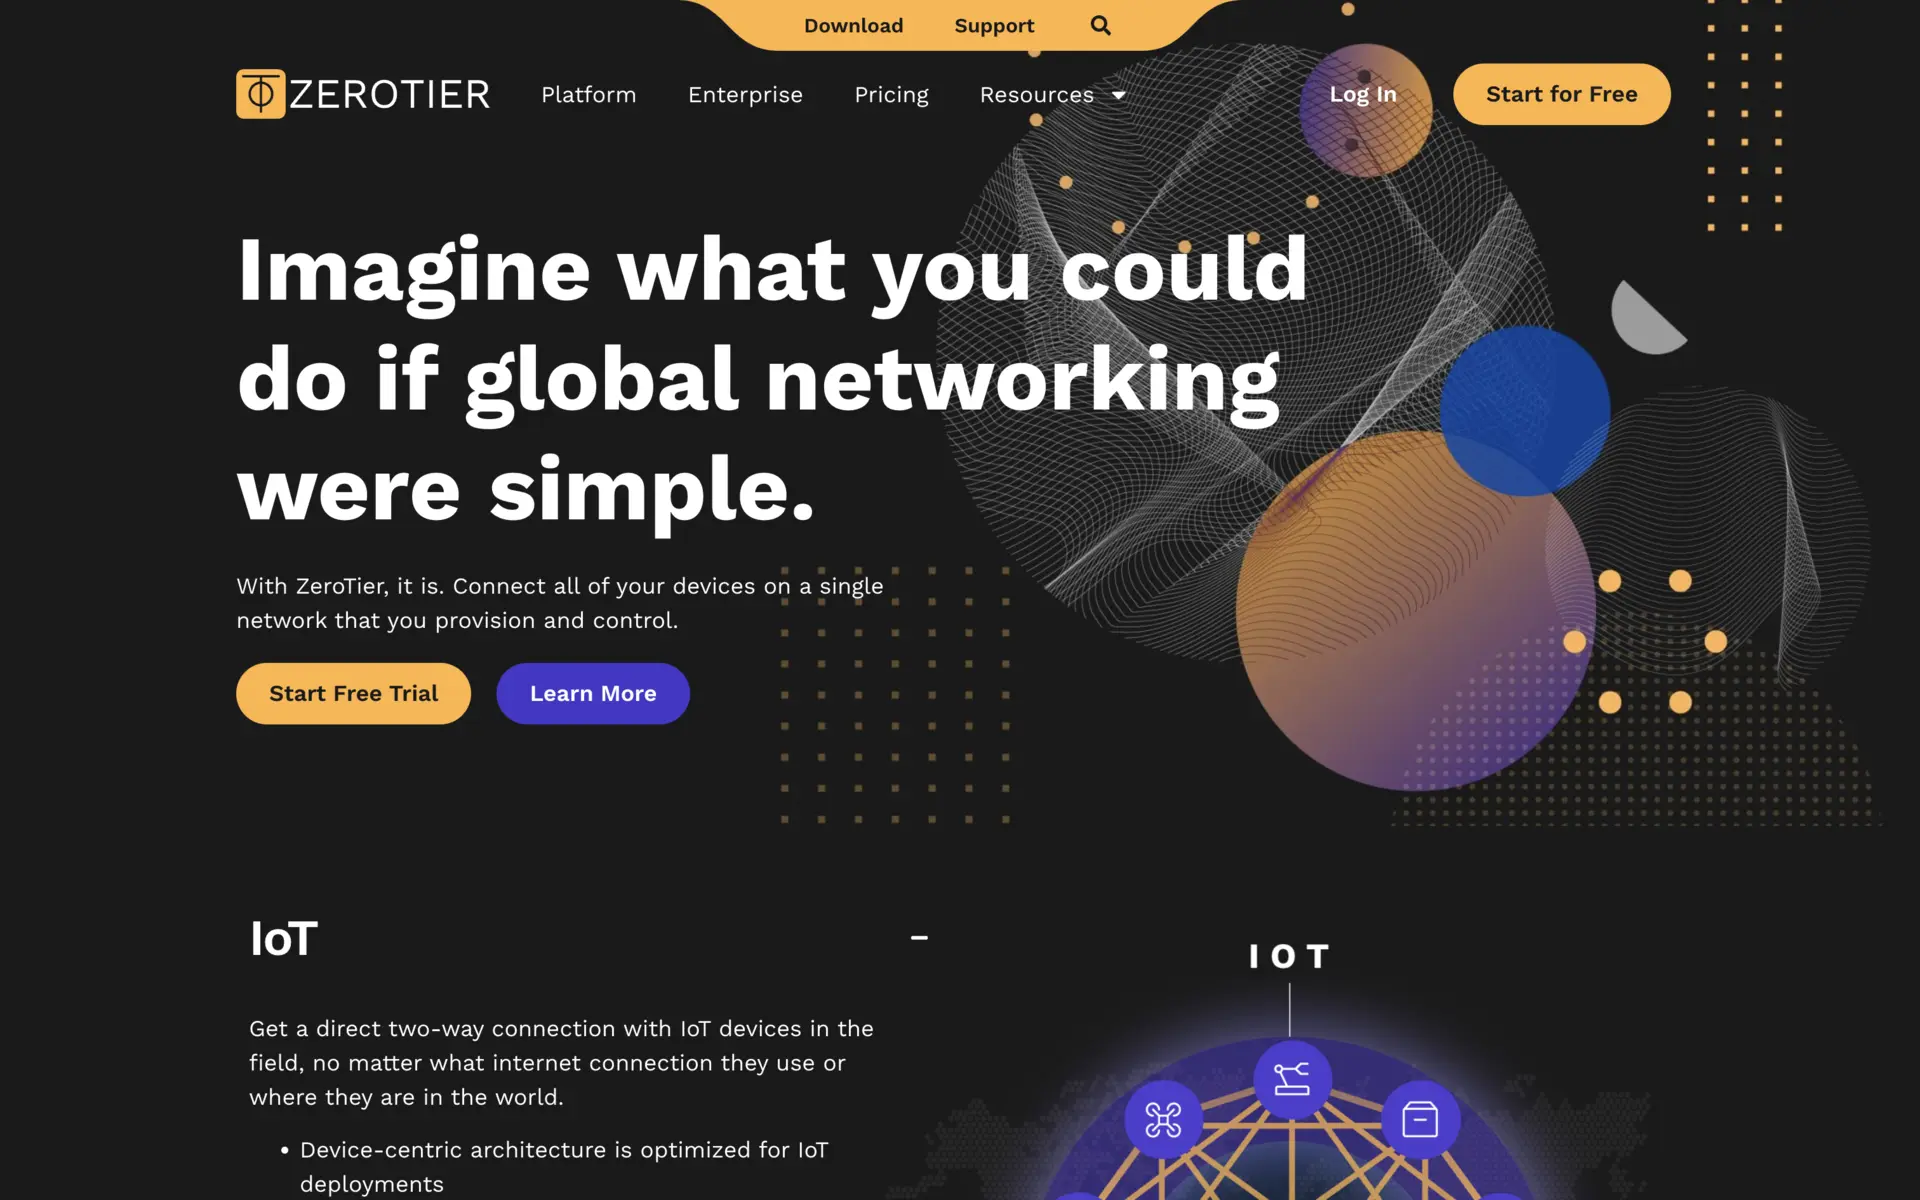 Download Support
ZEROTIER Platform Enterprise Pricing Resources Log In Start for Free
Imagine what you could
do if global networking
were simple.
With ZeroTier, it is. Connect all of your devices on a single
network that you provision and control.
Start Free Trial Learn More
IoT
IOT
Get a direct two-way connection with IoT devices in the
field, no matter what internet connection they use or
where they are in the world.
• Device-centric architecture is optimized for IoT
deployments